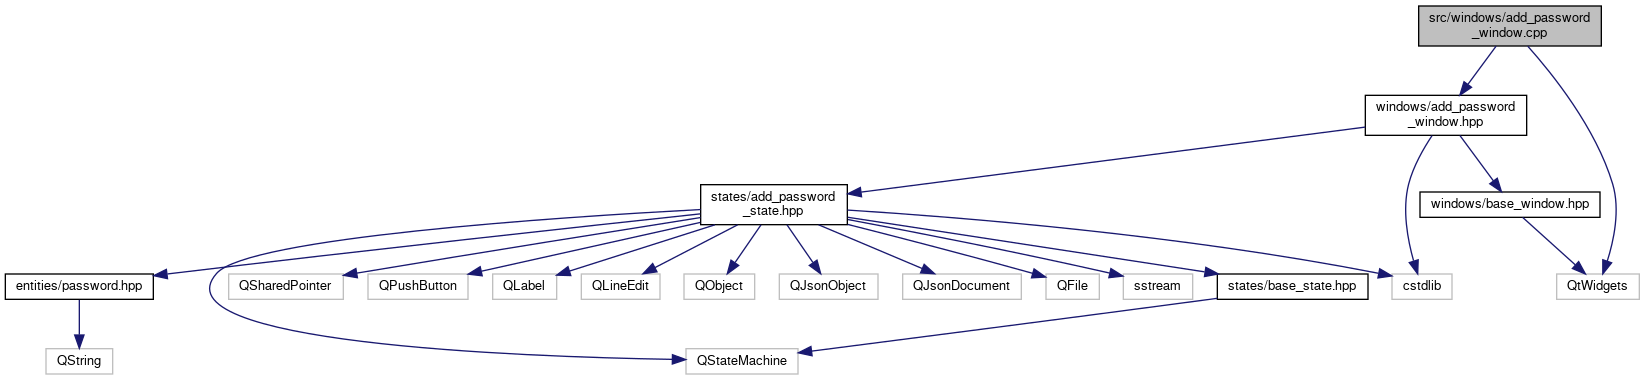 src/windows/add_password
_window.cpp
windows/add_password
_window.hpp
states/add_password
_state.hpp
windows/base_window.hpp
entities/password.hpp
QSharedPointer
QPushButton
QLabel
QLineEdit
QObject
QJsonObject
QJsonDocument
QFile
sstream
states/base_state.hpp
cstdlib
QtWidgets
QString
QStateMachine